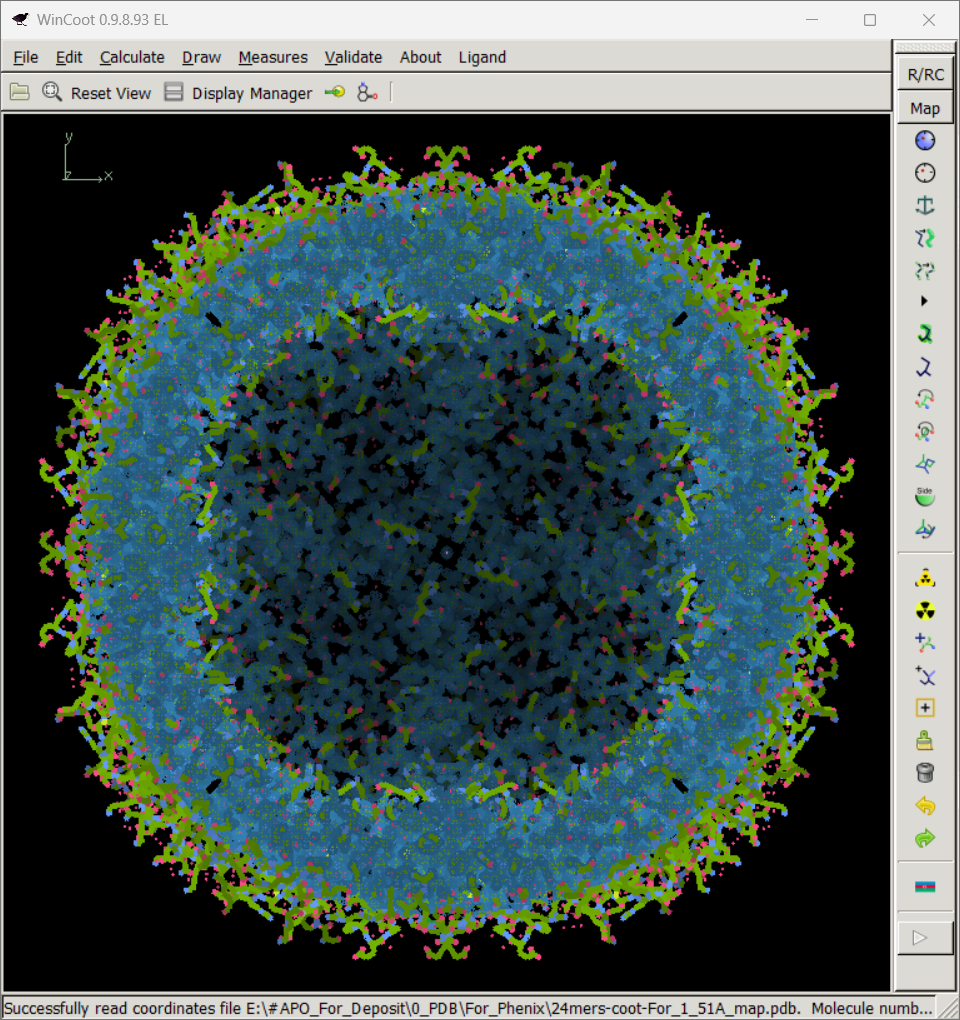 WinCoot 0.9.8.93 EL
File Edit Calculate Draw Measures Validate About Ligand
R/RC
Reset View Display Manager
Map
y
z x
Side
Successfully read coordinates file E:\#APO_For_Deposit\0_PDB\For_Phenix\24mers-coot-For_1_51A_map.pdb. Molecule numb...